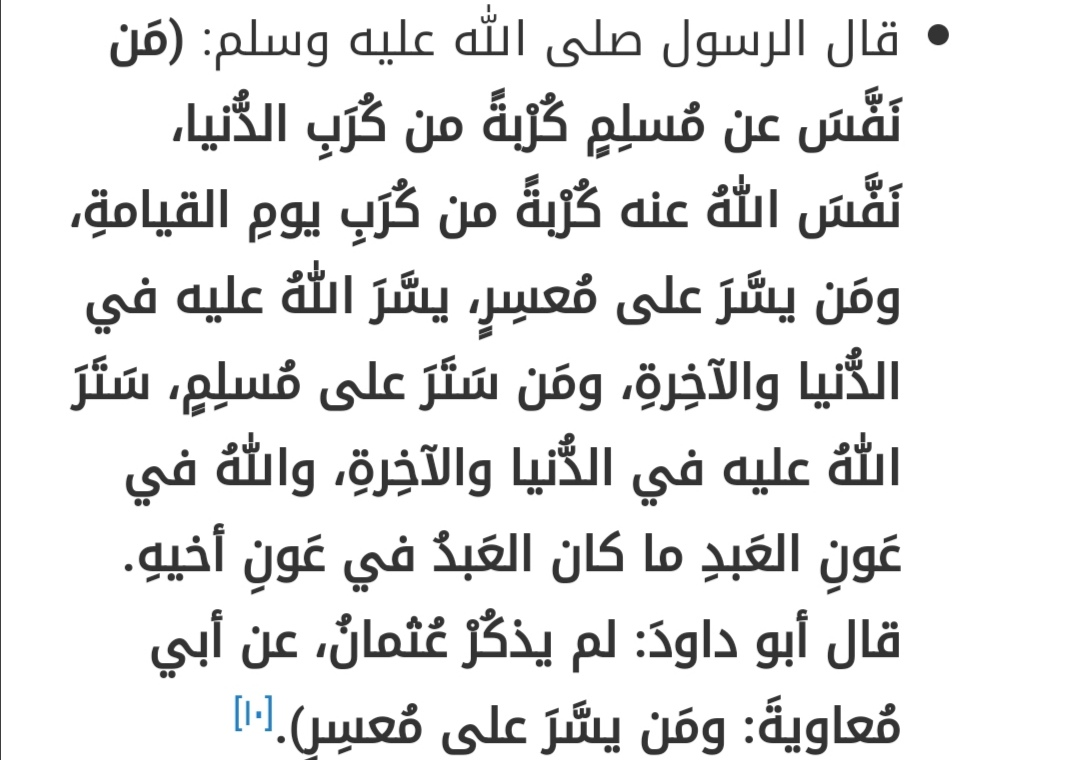 • قال الرسول صلى الله عليه وسلم: (مَن
نَفَّسَ عن مُسلِمٍ كُرْبةً من كُرَبِ الدُّنيا،
نَفَّسَ اللهُ عنه كُرْبةً من كُرَبِ يومِ القيامةِ،
ومَن يسَّرَ على مُعسِرٍ، يسَّرَ اللهُ عليه في
الدُّنيا والآخِرةِ، ومَن سَتَرَ على مُسلِمٍ، سَتَرَ
اللهُ عليه في الدُّنيا والآخِرةِ، واللهُ في
عَونِ العَبدِ ما كان العَبدُ في عَونِ أخيهِ.
قال أبو داودَ: لم يذكُرْ عُثمانُ، عن أبي
مُعاويةَ: ومَن يسَّرَ على مُعسِرٍ).[١٠]